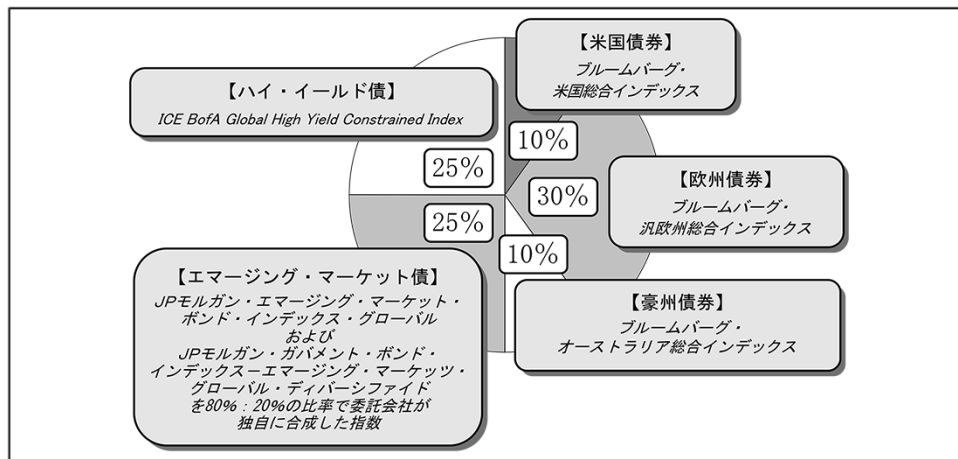 【米国債券】
ブルームバーグ・
米国総合インデックス
【ハイ・イールド債】
ICE BofA Global High Yield Constrained Index
10%
25%
30%
【欧州債券】
ブルームバーグ・
汎欧州総合インデックス
25%
10%
【エマージング・マーケット債】
JPモルガン・エマージング・マーケット・
ボンド・インデックス・グローバル
および
JPモルガン・ガバメント・ボンド・
インデックス－エマージング・マーケッツ・
グローバル・ディバーシファイド
を80%：20%の比率で委託会社が
独自に合成した指数
【豪州債券】
ブルームバーグ・
オーストラリア総合インデックス